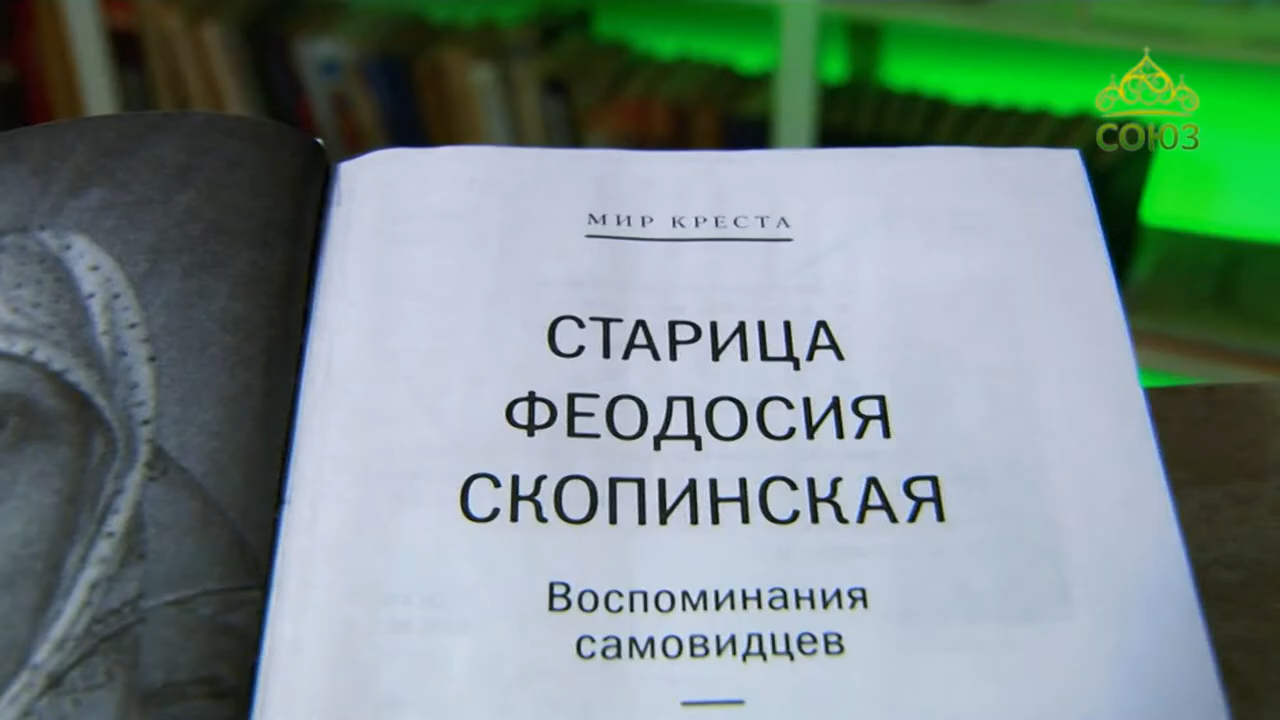 СОЮЗ
МИР КРЕСТА
СТАРИЦА
ФЕОДОСИЯ
СКОПИНСКАЯ
Воспоминания
самовидцев